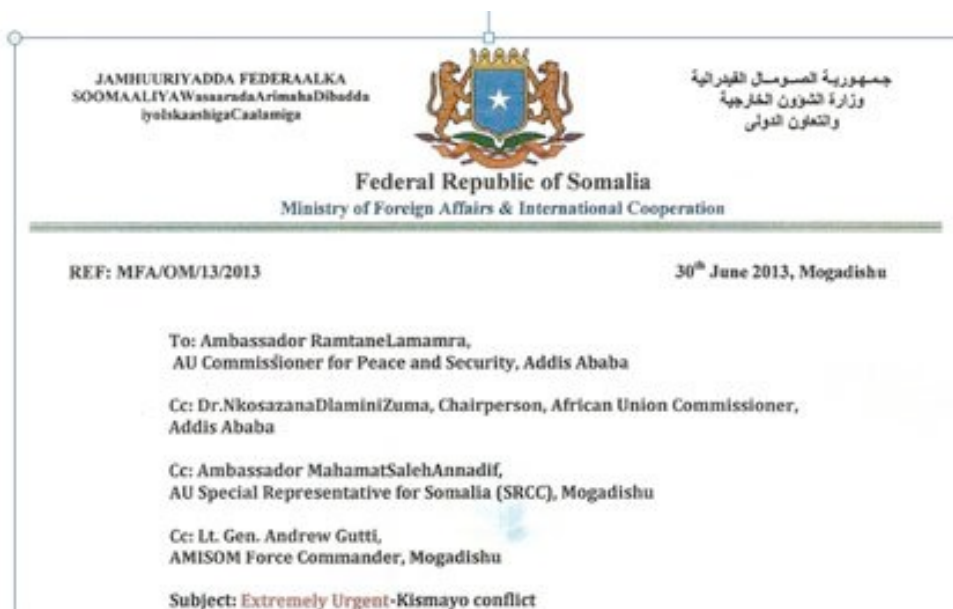 JAMHUURIYADDA FEDERAALKA
SOOMAALIYAWasaaradaArimahaDibadda
iyoIskaashigaCaalamiga
جمهورية الصومال الفيدرالية
وزارة الشؤون الخارجية
والتعاون الدولى
Federal Republic of Somalia
Ministry of Foreign Affairs & International Cooperation
REF: MFA/OM/13/2013
30th June 2013, Mogadishu
To: Ambassador RamtaneLamamra,
AU Commissioner for Peace and Security, Addis Ababa
Cc: Dr.NkosazanaDlaminiZuma, Chairperson, African Union Commissioner,
Addis Ababa
Cc: Ambassador MahamatSalehAnnadif,
AU Special Representative for Somalia (SRCC), Mogadishu
Cc: Lt. Gen. Andrew Gutti,
AMISOM Force Commander, Mogadishu
Subject: Extremely Urgent-Kismayo conflict